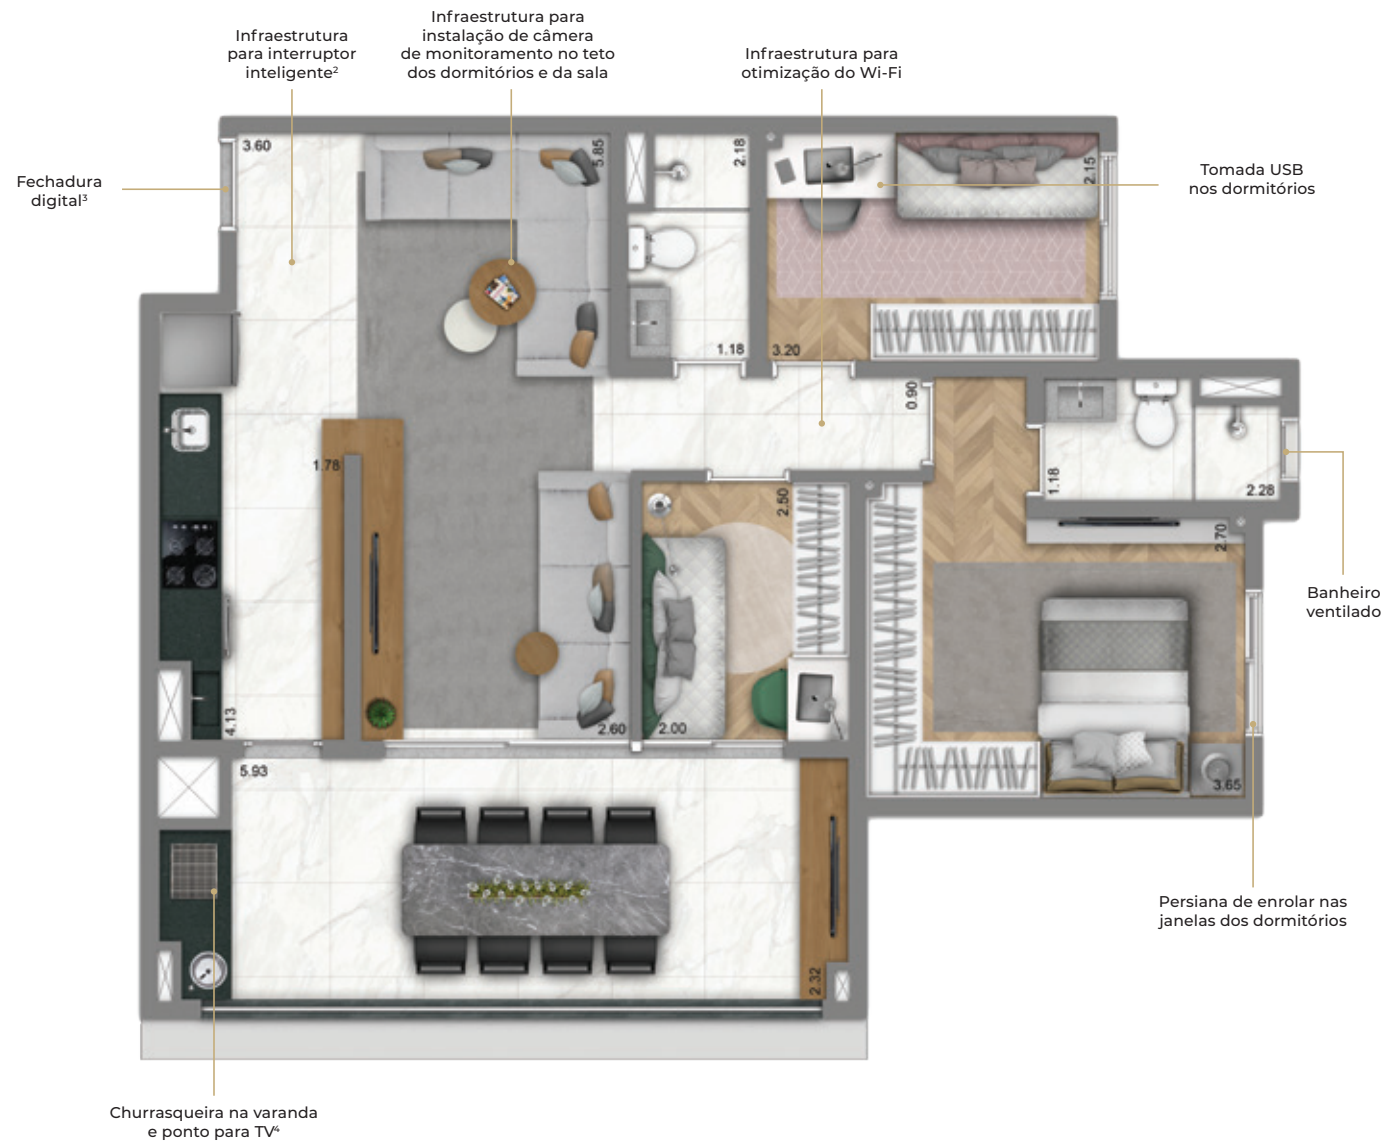 Infraestrutura
para interruptor
inteligente²
Infraestrutura para
instalação de câmera
de monitoramento no teto
dos dormitórios e da sala
Infraestrutura para
otimização do Wi-Fi
Fechadura
digital³
Tomada USB
nos dormitórios
3.60
5.85
2.18
2.15
1.18
3.20
0.90
1.78
2.50
1.18
2.28
2.70
4.13
2.60
2.00
3.65
5.93
2.32
Banheiro
ventilado
Persiana de enrolar nas
janelas dos dormitórios
Churrasqueira na varanda
e ponto para TV⁴